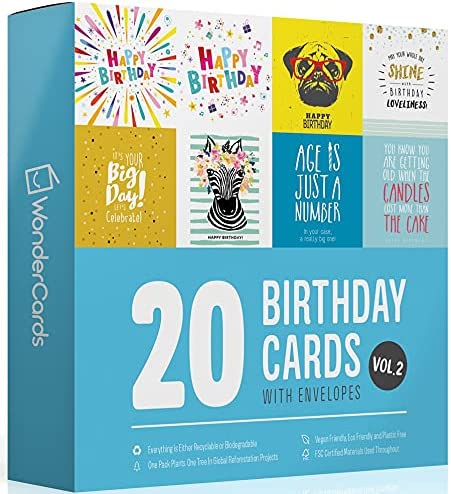 HAPPY
BIRTHDAY
HAPPY
BIRTHDAY
HAPPY
BIRTHDAY
MAY YOUR WHOLE DAY
SHINE
WITH
BIRTHDAY
LOVELINESS!
IT'S YOUR
Big
Day!
LET'S
Celebrate!
HAPPY BIRTHDAY!
AGE IS
JUST A
NUMBER
In your case,
a really big one!
YOU KNOW YOU
ARE GETTING
OLD WHEN THE
CANDLES
COST MORE THAN
THE CAKE
WonderCards
20 BIRTHDAY
CARDS
WITH ENVELOPES
VOL.2
Everything is Either Recyclable or Biodegradable
One Pack Plants One Tree In Global Reforestation Projects
Vegan Friendly, Eco Friendly and Plastic Free
FSC Certified Materials Used Throughout